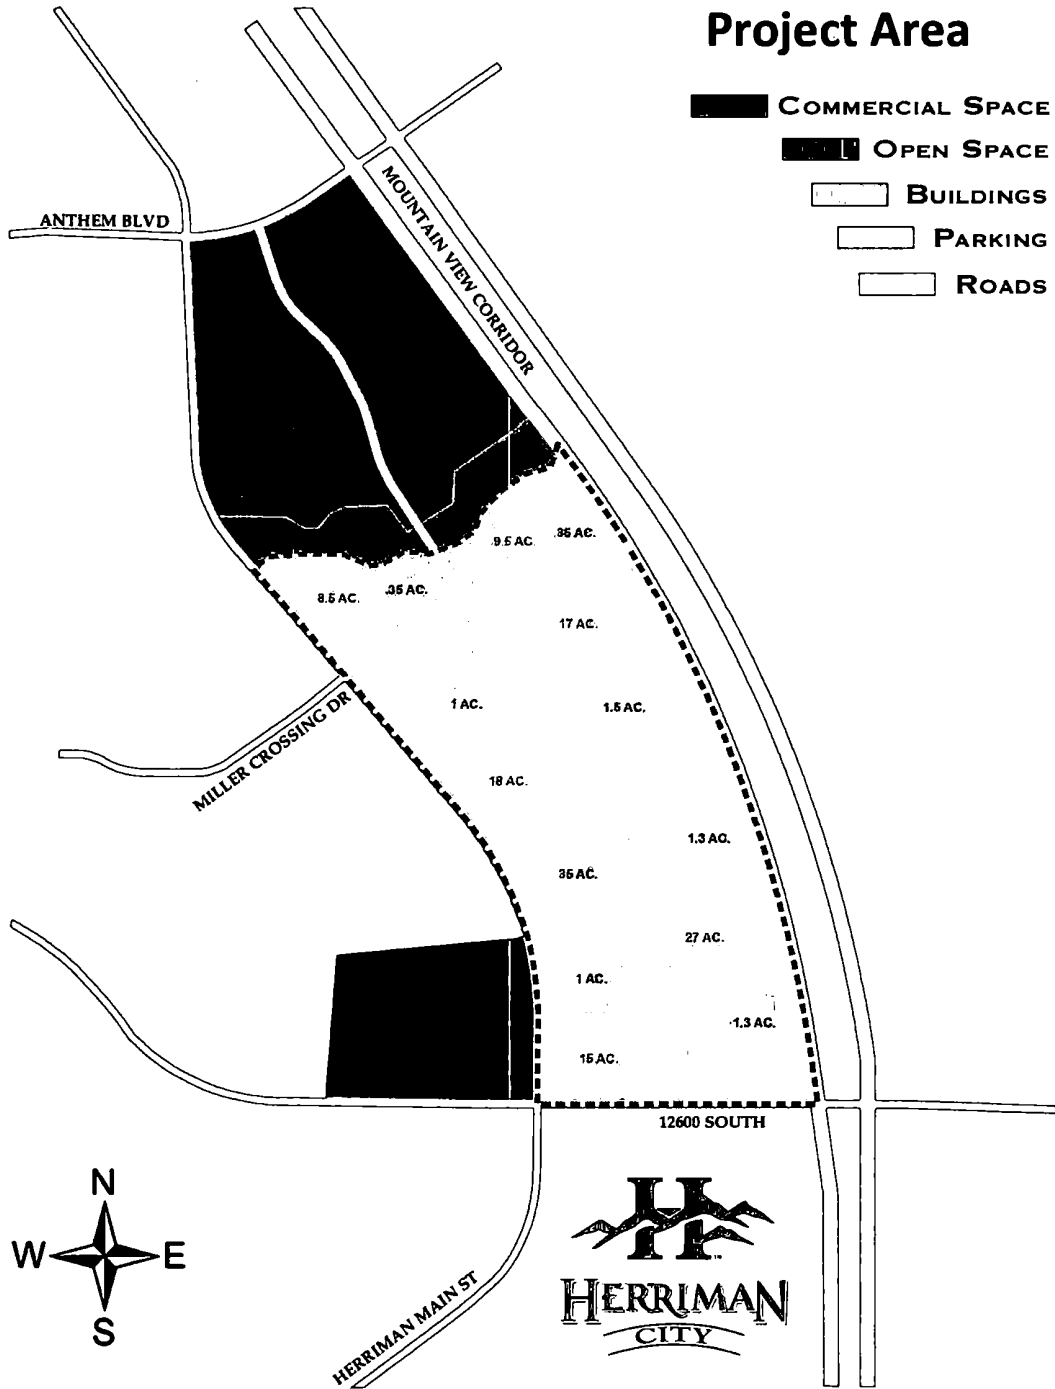 Project Area
COMMERCIAL SPACE
OPEN SPACE
BUILDINGS
PARKING
ROADS
ANTHEM BLVD
MOUNTAIN VIEW CORRIDOR
9.5 AC.
.35 AC.
8.5 AC.
.35 AC.
17 AC.
1 AC.
1.5 AC.
MILLER CROSSING DR
18 AC.
1.3 AC.
35 AC.
27 AC.
1 AC.
1.3 AC.
15 AC.
12600 SOUTH
N
W E
S
H
HERRIMAN
CITY
HERRIMAN MAIN ST